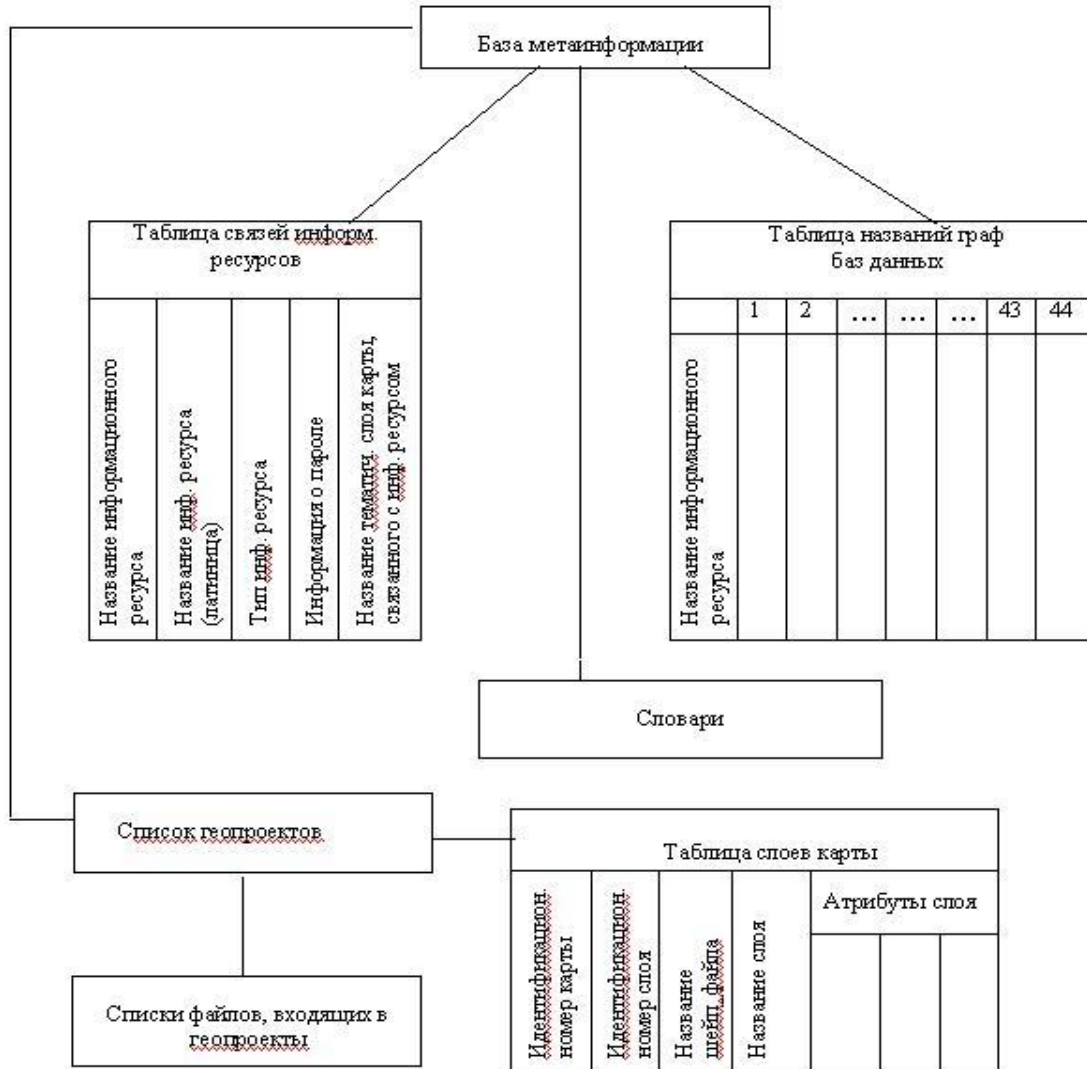 База метаинформации
Таблица связей информ.
ресурсов
Название информационного
ресурса
Название инф. ресурса
(латиница)
Тип инф. ресурса
Информация о пароле
Название тематич. слоя карты,
связанного с инф. ресурсом
Таблица названий граф
баз данных
1 2 ... ... ... 43 44
Название информационного
ресурса
Словари
Список геопроектов
Списки файлов, входящих в
геопроекты
Таблица слоев карты
Идентификацион.
номер карты
Идентификацион.
номер слоя
Название
шейп_файла
Название слоя
Атрибуты слоя